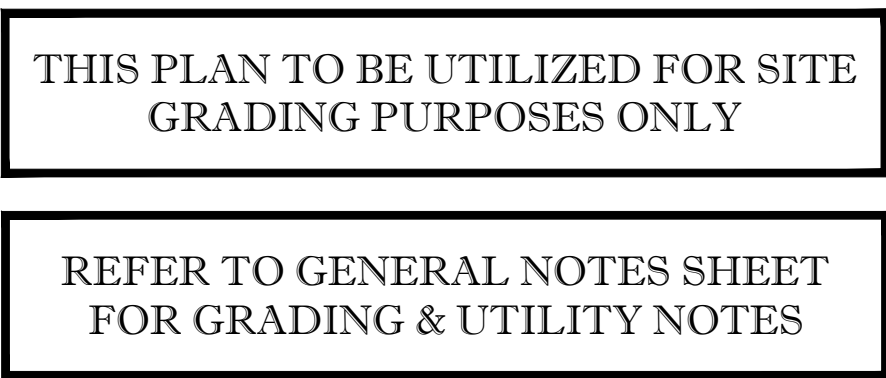 THIS PLAN TO BE UTILIZED FOR SITE
GRADING PURPOSES ONLY
REFER TO GENERAL NOTES SHEET
FOR GRADING & UTILITY NOTES